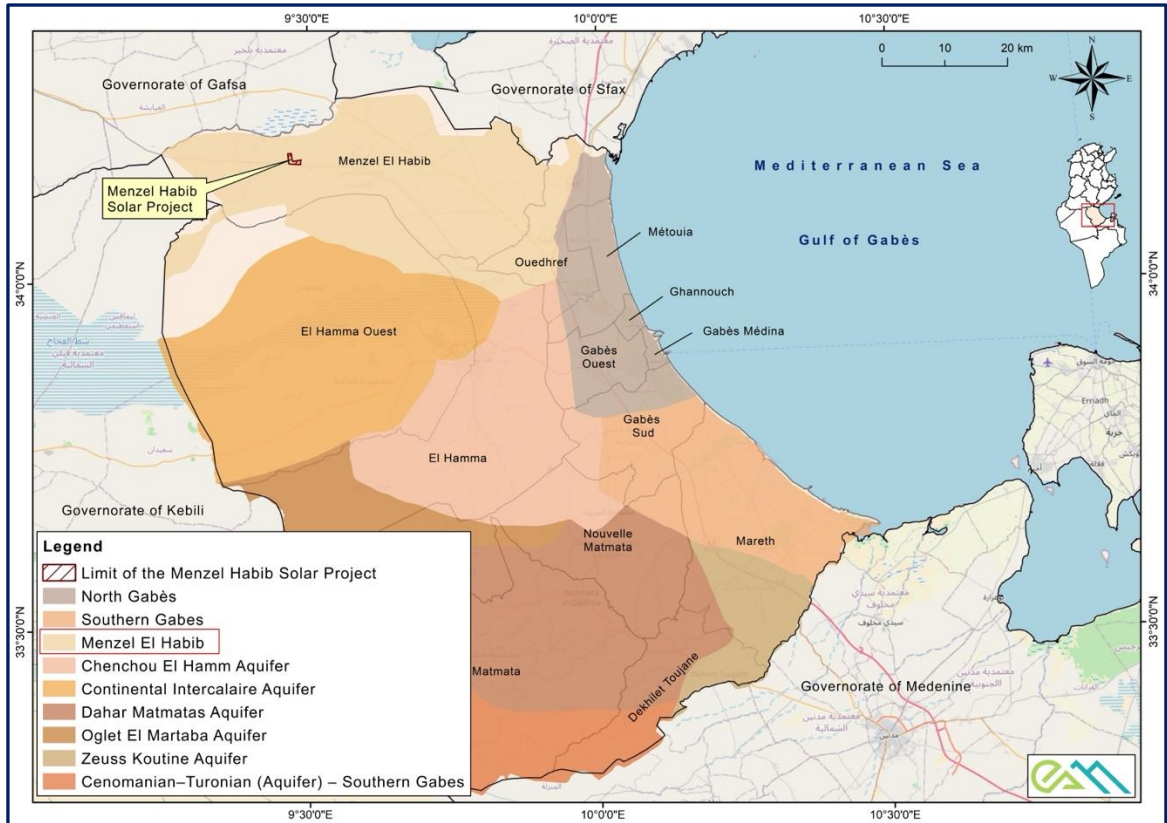 9°30'0"E
10°00'0"E
10°30'0"E
0 10 20 km
N
W E
S
Governorate of Gafsa
Governorate of Sfax
Menzel El Habib
Menzel Habib
Solar Project
Mediterranean Sea
Gulf of Gabès
Métouia
Ouedhref
Ghannouch
34°0'0"N
34°0'0"N
El Hamma Ouest
Gabès Médina
Gabès
Ouest
Gabès
Sud
Erriadh
جربة
El Hamma
Governorate of Kebili
Nouvelle
Matmata
Mareth
33°30'0"N
33°30'0"N
Matmata
Dekhilet Toujane
Governorate of Medenine
مدنين
Legend
Limit of the Menzel Habib Solar Project
North Gabès
Southern Gabes
Menzel El Habib
Chenchou El Hamm Aquifer
Continental Intercalaire Aquifer
Dahar Matmatas Aquifer
Oglet El Martaba Aquifer
Zeuss Koutine Aquifer
Cenomanian–Turonian (Aquifer) – Southern Gabes
9°30'0"E
10°00'0"E
10°30'0"E